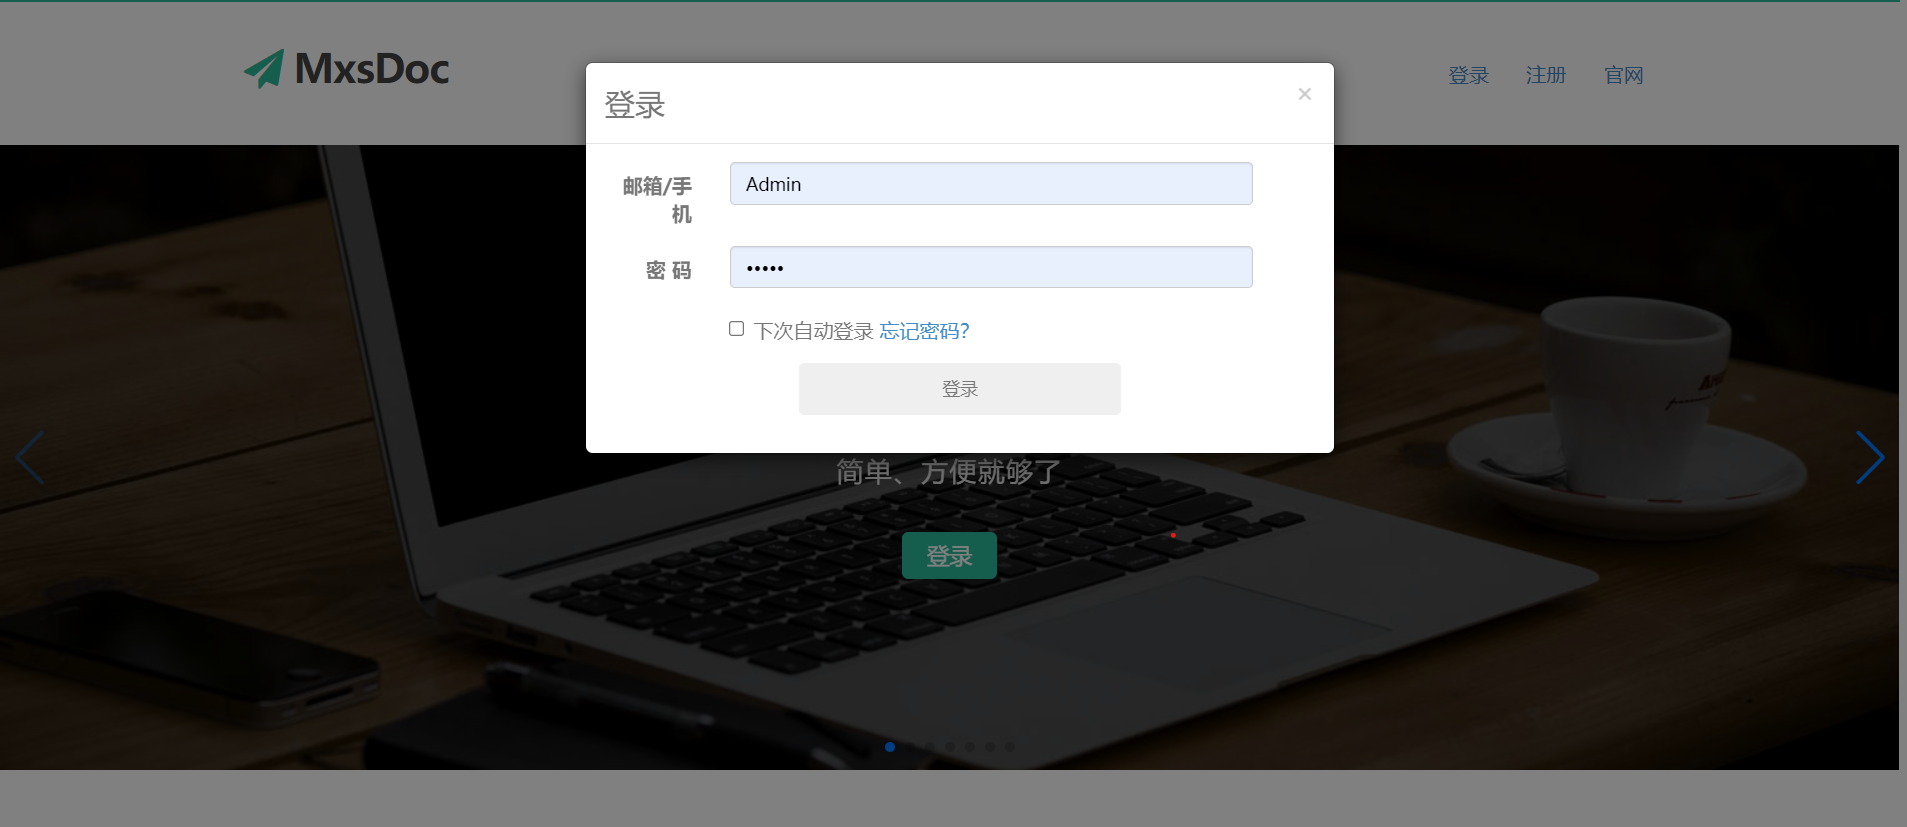 MxsDoc
登录 注册 官网
登录
×
邮箱/手
机
Admin
密 码
•••••
下次自动登录 忘记密码?
登录
简单、方便就够了
登录